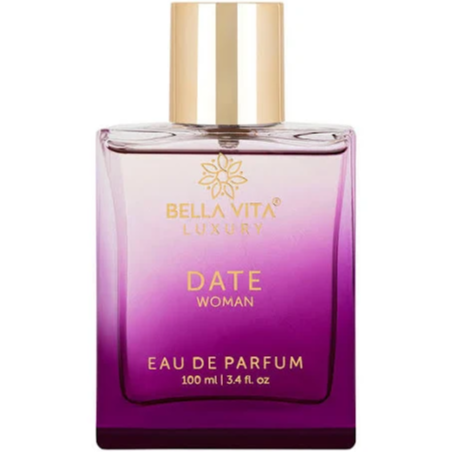 BELLA VITA®
LUXURY
DATE
WOMAN
EAU DE PARFUM
100 ml | 3.4 fl. oz